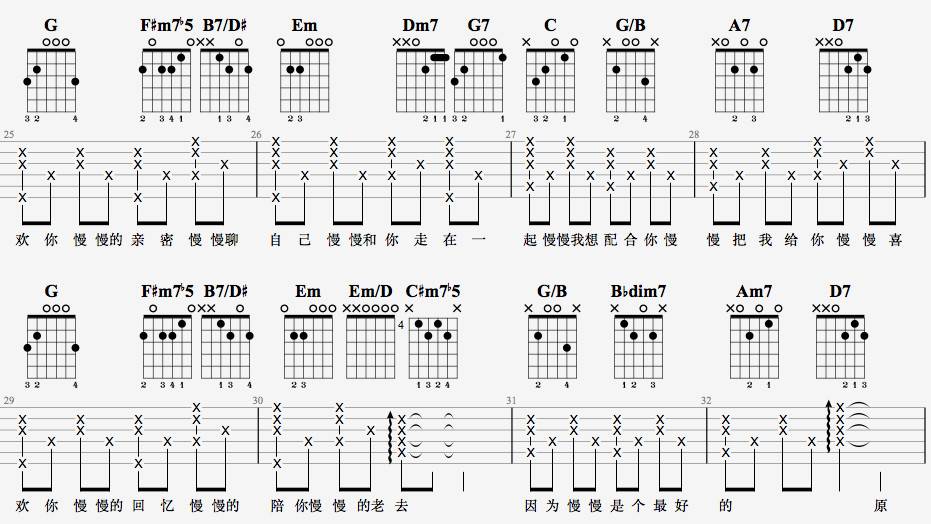 G F♯m7♭5 B7/D♯ Em Dm7 G7 C G/B A7 D7
3 2 4 2 3 4 1 1 3 4 2 3 2 1 1 3 2 1 3 2 1 2 4 2 3 2 1 3
25 26 27 28
欢 你 慢 慢的 亲 密 慢 慢聊 自 己 慢 慢和 你 走 在 一 起 慢慢我想 配 合 你 慢 慢 把 我 给 你 慢 慢 喜
G F♯m7♭5 B7/D♯ Em Em/D C♯m7♭5 G/B B♭dim7 Am7 D7
4
3 2 4 2 3 4 1 1 3 4 2 3 1 3 2 4 2 4 1 2 3 2 1 2 1 3
29 30 31 32
欢 你 慢 慢的 回 忆 慢 慢的 陪 你慢 慢 的老 去 因 为 慢 慢 是 个 最 好 的 原